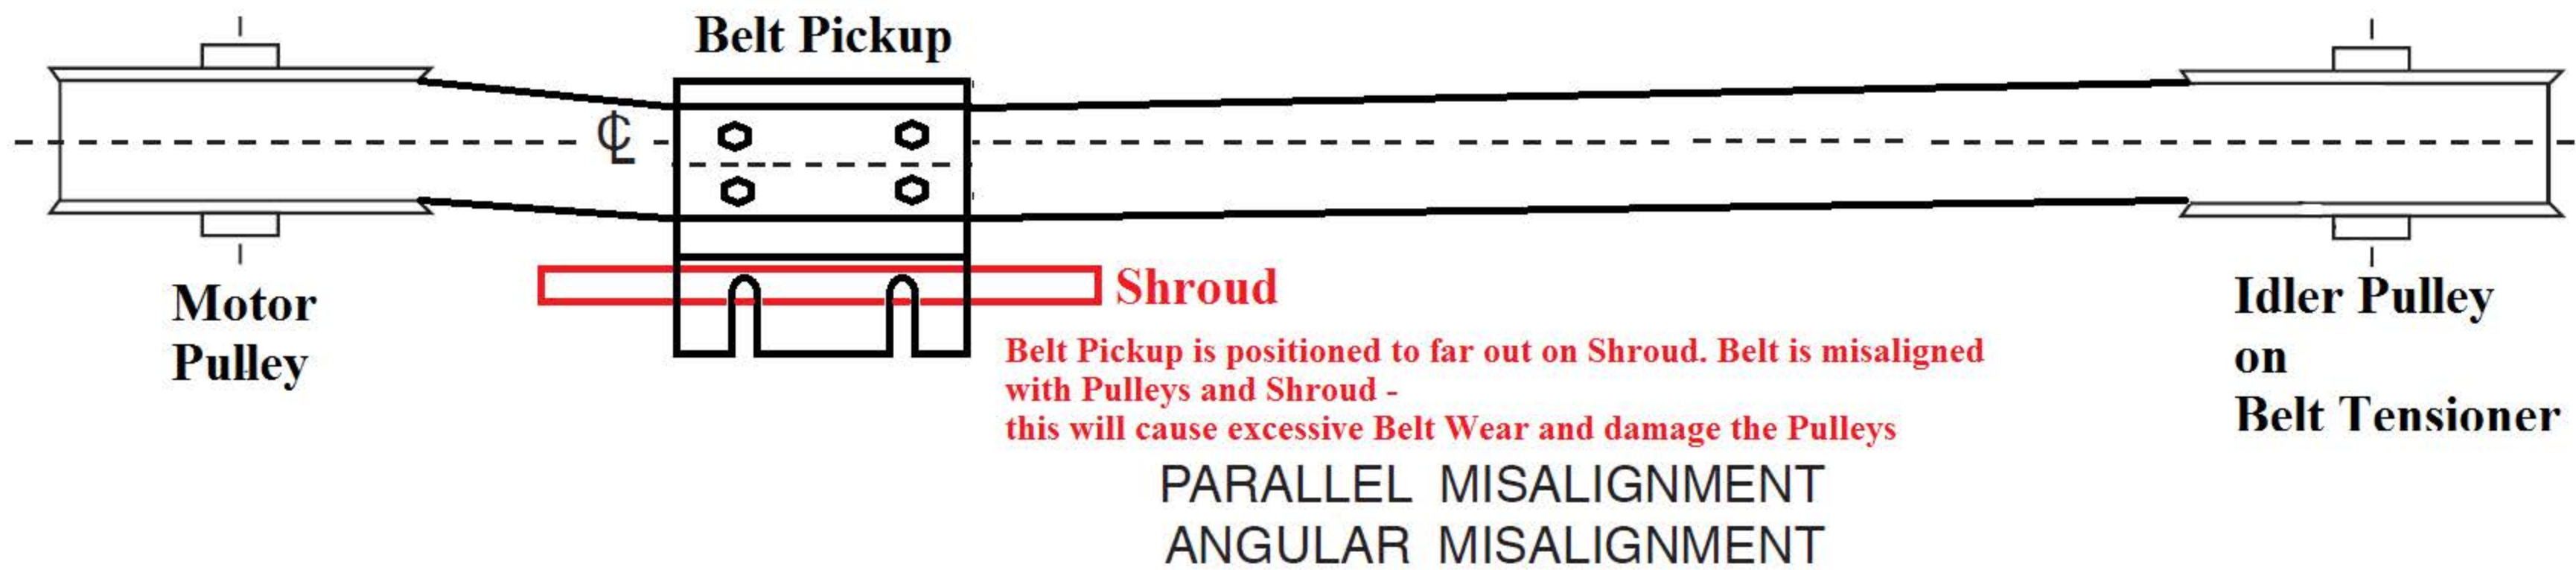 Belt Pickup
℄
Motor
Pulley
Shroud
Belt Pickup is positioned to far out on Shroud. Belt is misaligned
with Pulleys and Shroud -
this will cause excessive Belt Wear and damage the Pulleys
Idler Pulley
on
Belt Tensioner
PARALLEL MISALIGNMENT
ANGULAR MISALIGNMENT